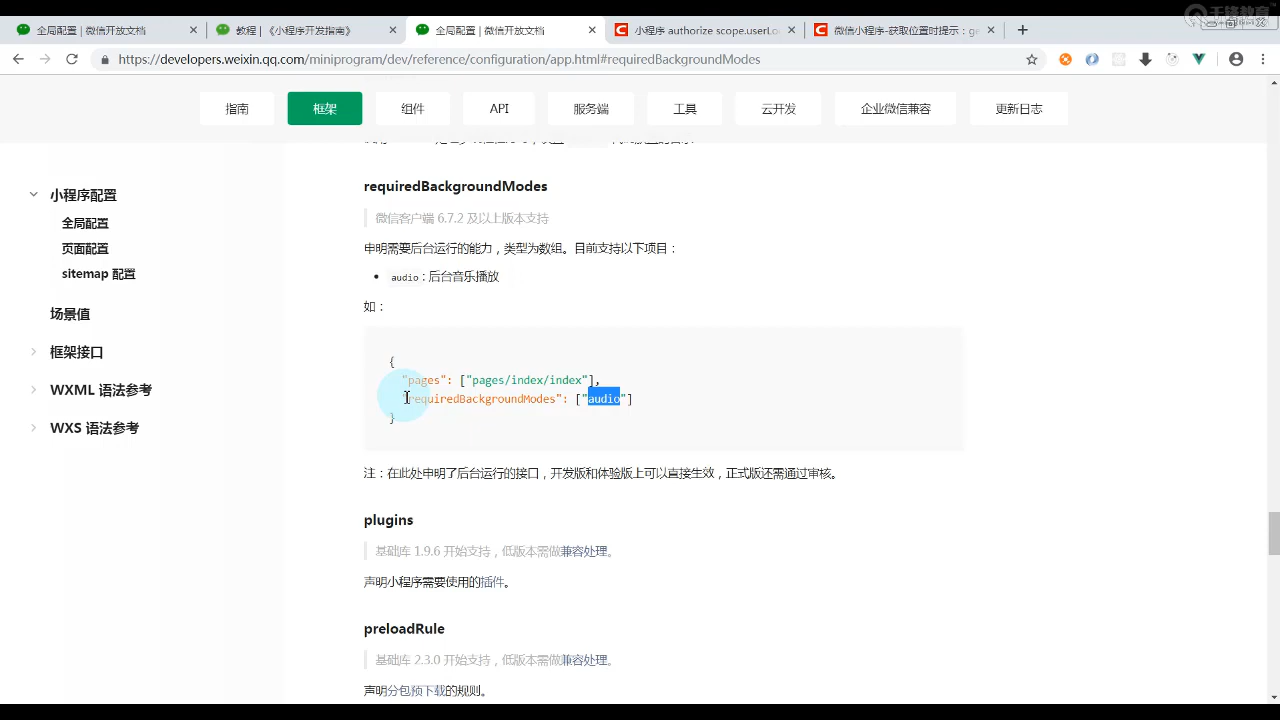 全局配置 | 微信开放文档
教程 | 《小程序开发指南》
全局配置 | 微信开放文档
小程序 authorize scope.userLo
微信小程序-获取位置时提示：ge
千锋教育
https://developers.weixin.qq.com/miniprogram/dev/reference/configuration/app.html#requiredBackgroundModes
指南
框架
组件
API
服务端
工具
云开发
企业微信兼容
更新日志
小程序配置
全局配置
页面配置
sitemap 配置
场景值
框架接口
WXML 语法参考
WXS 语法参考
requiredBackgroundModes
微信客户端 6.7.2 及以上版本支持
申明需要后台运行的能力，类型为数组。目前支持以下项目：
• audio：后台音乐播放
如：
{
"pages": ["pages/index/index"],
"requiredBackgroundModes": ["audio"]
}
注：在此处申明了后台运行的接口，开发版和体验版上可以直接生效，正式版还需通过审核。
plugins
基础库 1.9.6 开始支持，低版本需做兼容处理。
声明小程序需要使用的插件。
preloadRule
基础库 2.3.0 开始支持，低版本需做兼容处理。
声明分包预下载的规则。